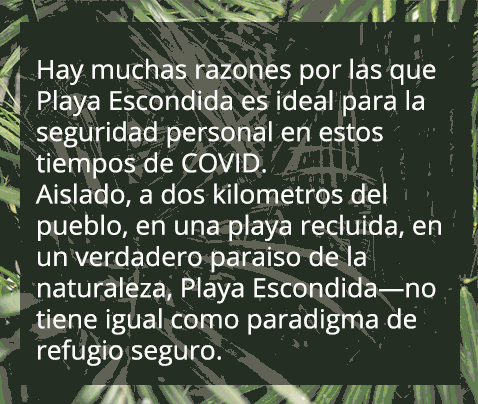 Hay muchas razones por las que
Playa Escondida es ideal para la
seguridad personal en estos
tiempos de COVID.
Aislado, a dos kilometros del
pueblo, en una playa recluida, en
un verdadero paraiso de la
naturaleza, Playa Escondida—no
tiene igual como paradigma de
refugio seguro.